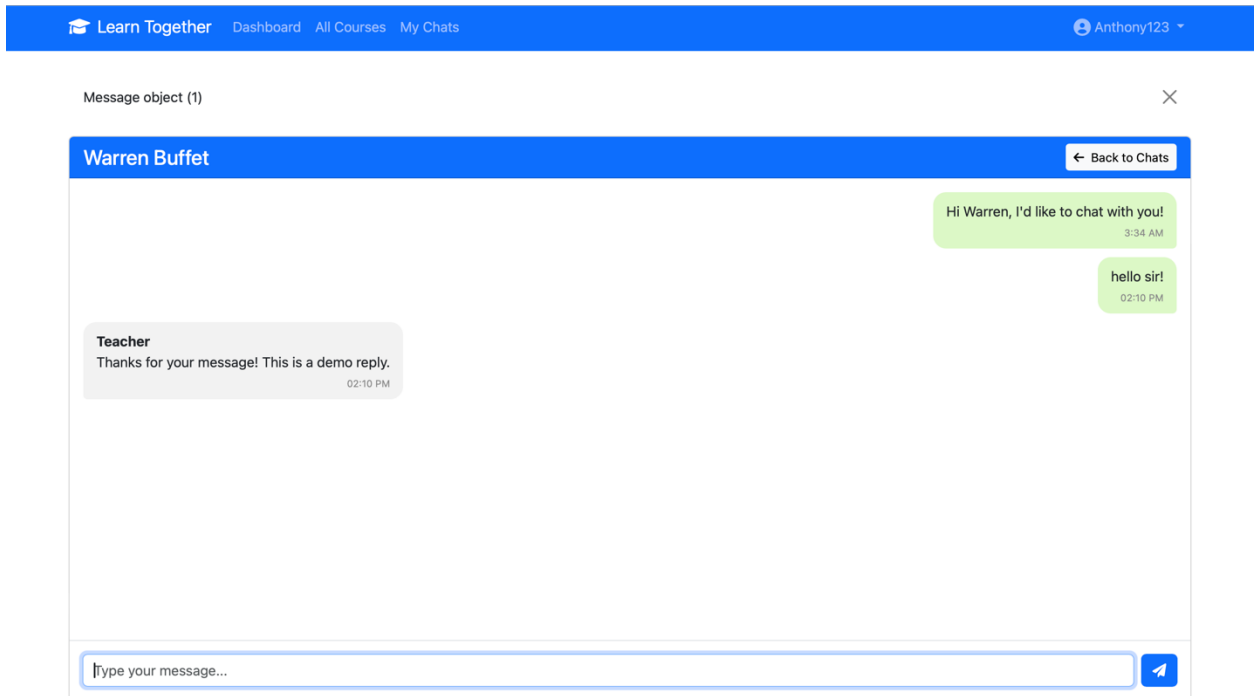 Learn Together Dashboard All Courses My Chats Anthony123
Message object (1)
Warren Buffet
← Back to Chats
Hi Warren, I'd like to chat with you!
3:34 AM
hello sir!
02:10 PM
Teacher
Thanks for your message! This is a demo reply.
02:10 PM
Type your message...